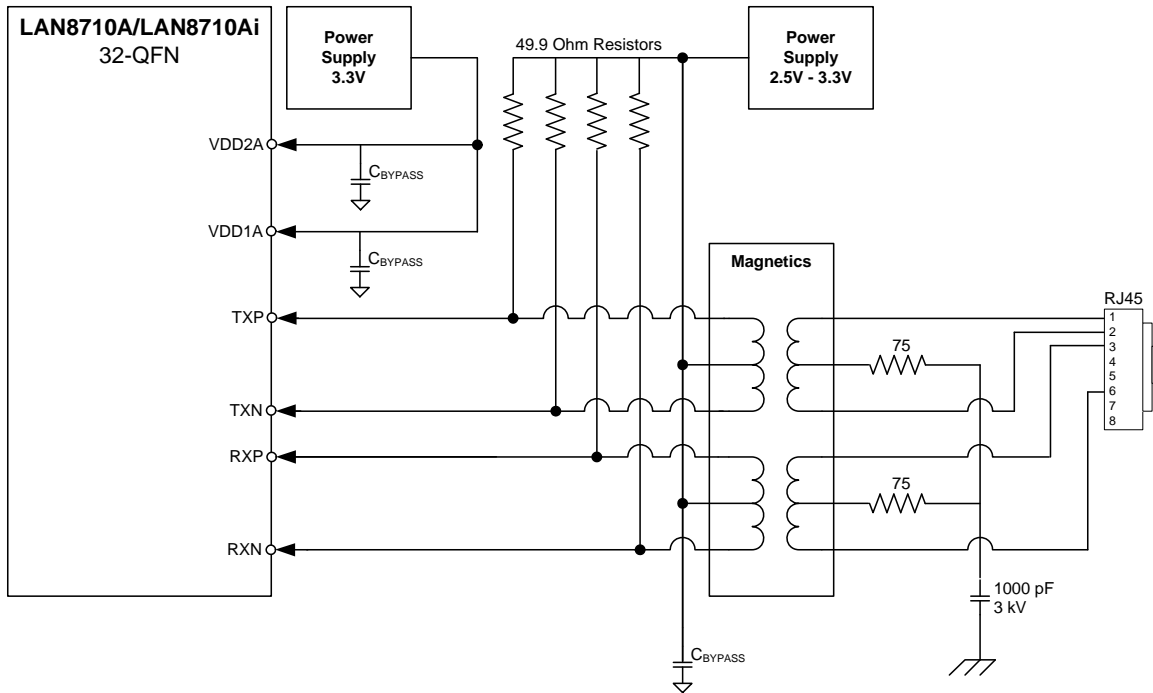 LAN8710A/LAN8710Ai
32-QFN
Power
Supply
3.3V
49.9 Ohm Resistors
Power
Supply
2.5V - 3.3V
VDD2A
CBYPASS
VDD1A
CBYPASS
Magnetics
TXP
RJ45
1
2
3
4
5
6
7
8
75
TXN
RXP
75
RXN
1000 pF
3 kV
CBYPASS